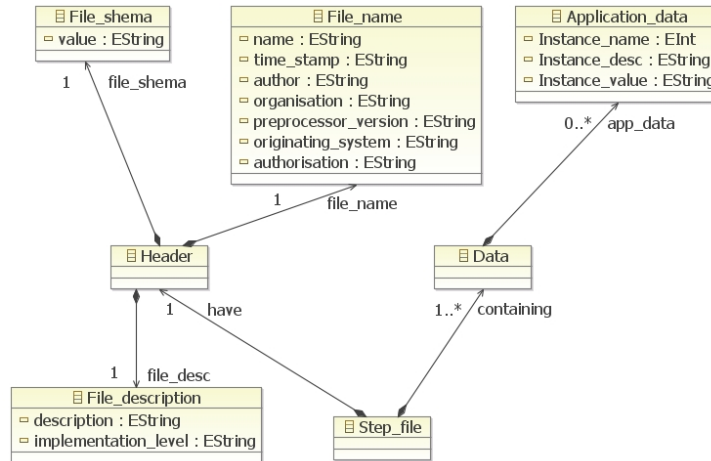 File_shema
value : EString
File_name
name : EString
time_stamp : EString
author : EString
organisation : EString
preprocessor_version : EString
originating_system : EString
authorisation : EString
Application_data
Instance_name : EInt
Instance_desc : EString
Instance_value : EString
1 file_shema
0..* app_data
1 file_name
Header
Data
1 have
1..* containing
1 file_desc
File_description
description : EString
implementation_level : EString
Step_file